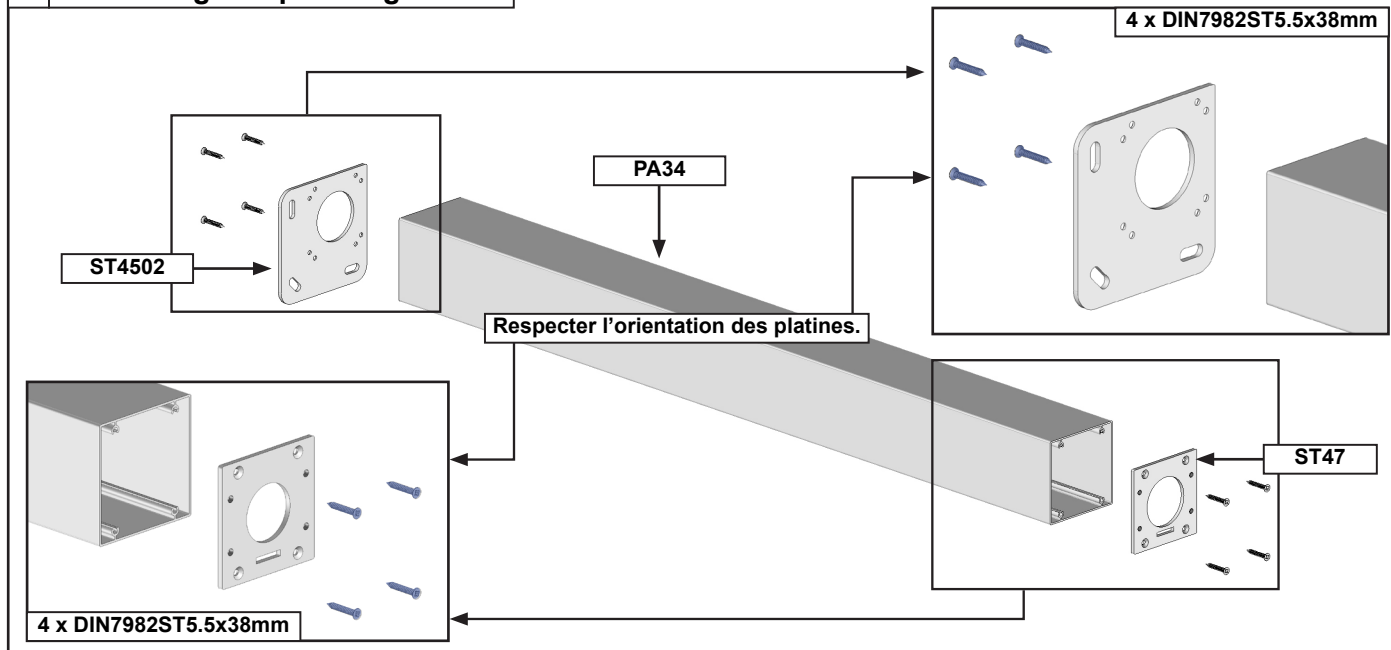 4 x DIN7982ST5.5x38mm
PA34
ST4502
Respecter l’orientation des platines.
ST47
4 x DIN7982ST5.5x38mm